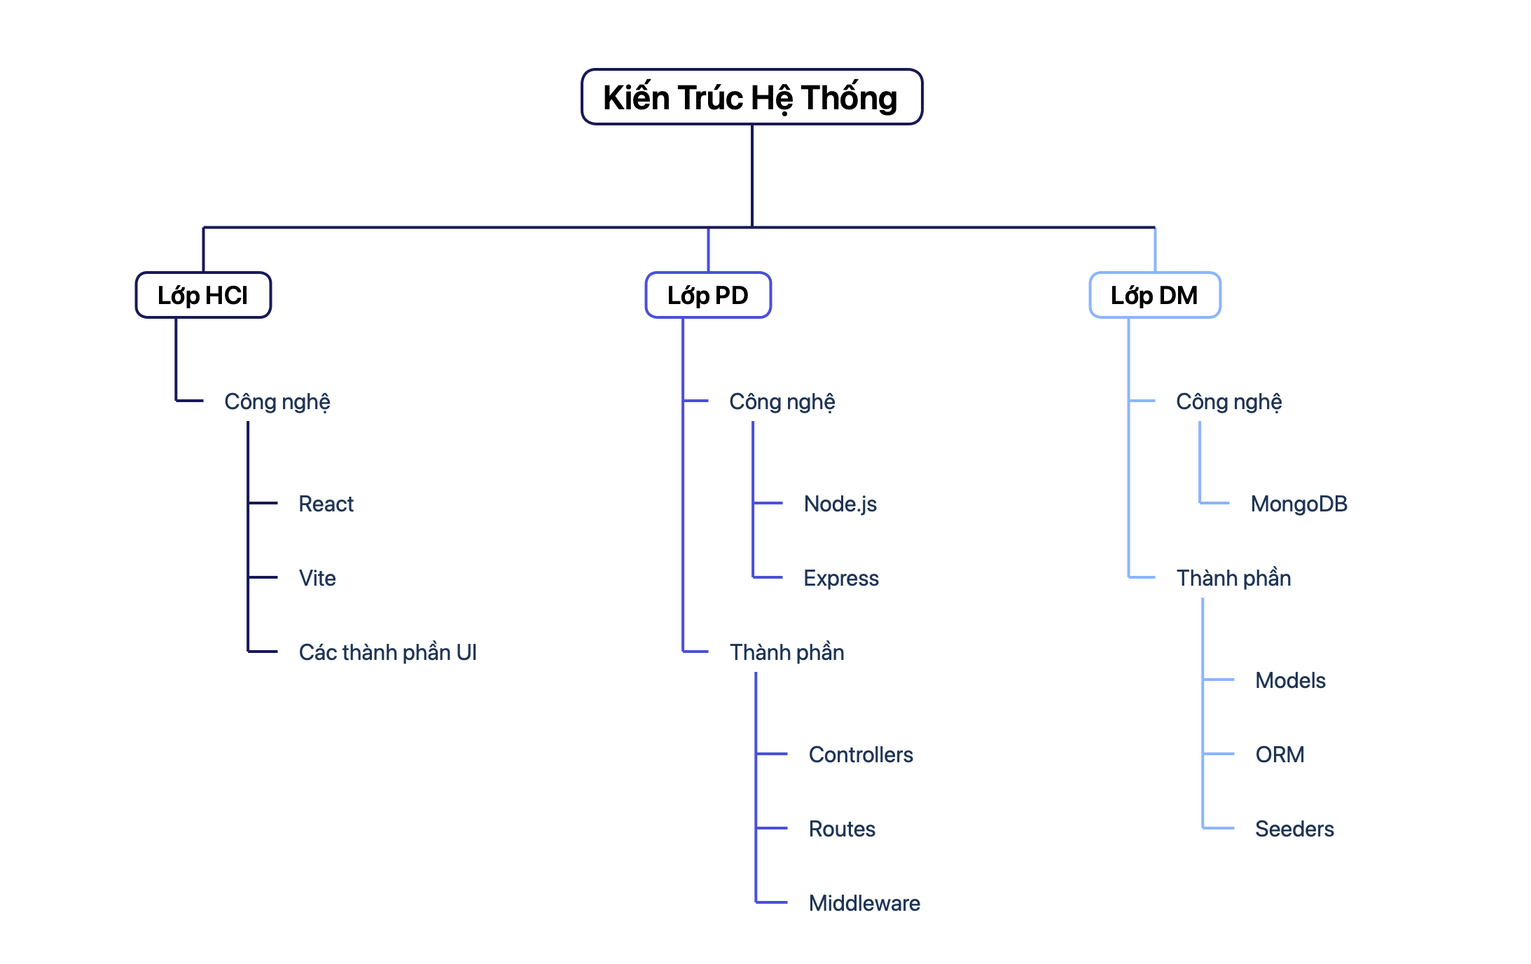 Kiến Trúc Hệ Thống
Lớp HCI
Công nghệ
React
Vite
Các thành phần UI
Lớp PD
Công nghệ
Node.js
Express
Thành phần
Controllers
Routes
Middleware
Lớp DM
Công nghệ
MongoDB
Thành phần
Models
ORM
Seeders